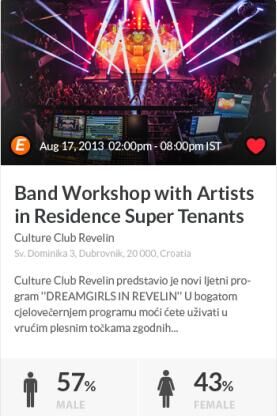 E Aug 17, 2013 02:00pm - 08:00pm IST
Band Workshop with Artists
in Residence Super Tenants
Culture Club Revelin
Sv. Dominika 3, Dubrovnik, 20 000, Croatia
Culture Club Revelin predstavio je novi ljetni pro-
gram "DREAMGIRLS IN REVELIN" U bogatom
cjelovečernjem programu moći ćete uživati u
vrućim plesnim točkama zgodnih...
57% 43%
MALE FEMALE